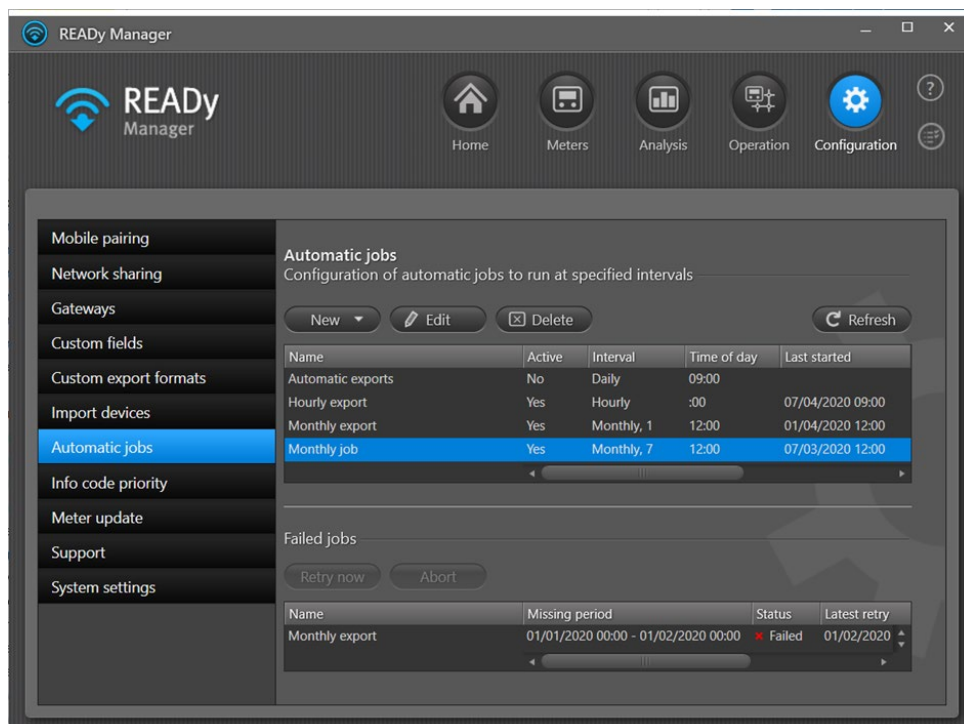 READy Manager
READy
Manager
Home Meters Analysis Operation Configuration
?
Mobile pairing
Network sharing
Gateways
Custom fields
Custom export formats
Import devices
Automatic jobs
Info code priority
Meter update
Support
System settings
Automatic jobs
Configuration of automatic jobs to run at specified intervals
New Edit Delete Refresh
Name Active Interval Time of day Last started
Automatic exports No Daily 09:00
Hourly export Yes Hourly :00 07/04/2020 09:00
Monthly export Yes Monthly, 1 12:00 01/04/2020 12:00
Monthly job Yes Monthly, 7 12:00 07/03/2020 12:00
Failed jobs
Retry now Abort
Name Missing period Status Latest retry
Monthly export 01/01/2020 00:00 - 01/02/2020 00:00 Failed 01/02/2020